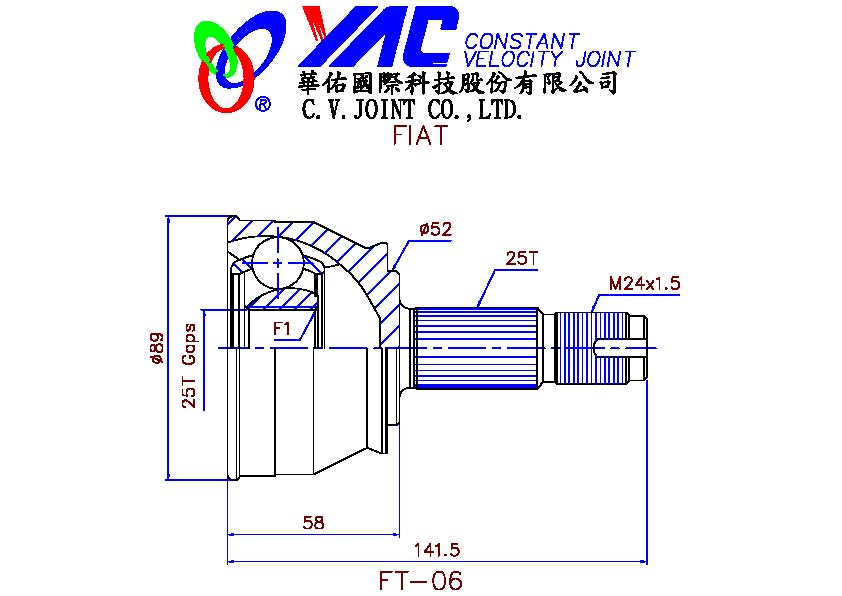 YAC CONSTANT
VELOCITY JOINT
®
華佑國際科技股份有限公司
C.V.JOINT CO.,LTD.
FIAT
ø52
25T
M24x1.5
F1
ø89
25T Gaps
58
141.5
FT-06